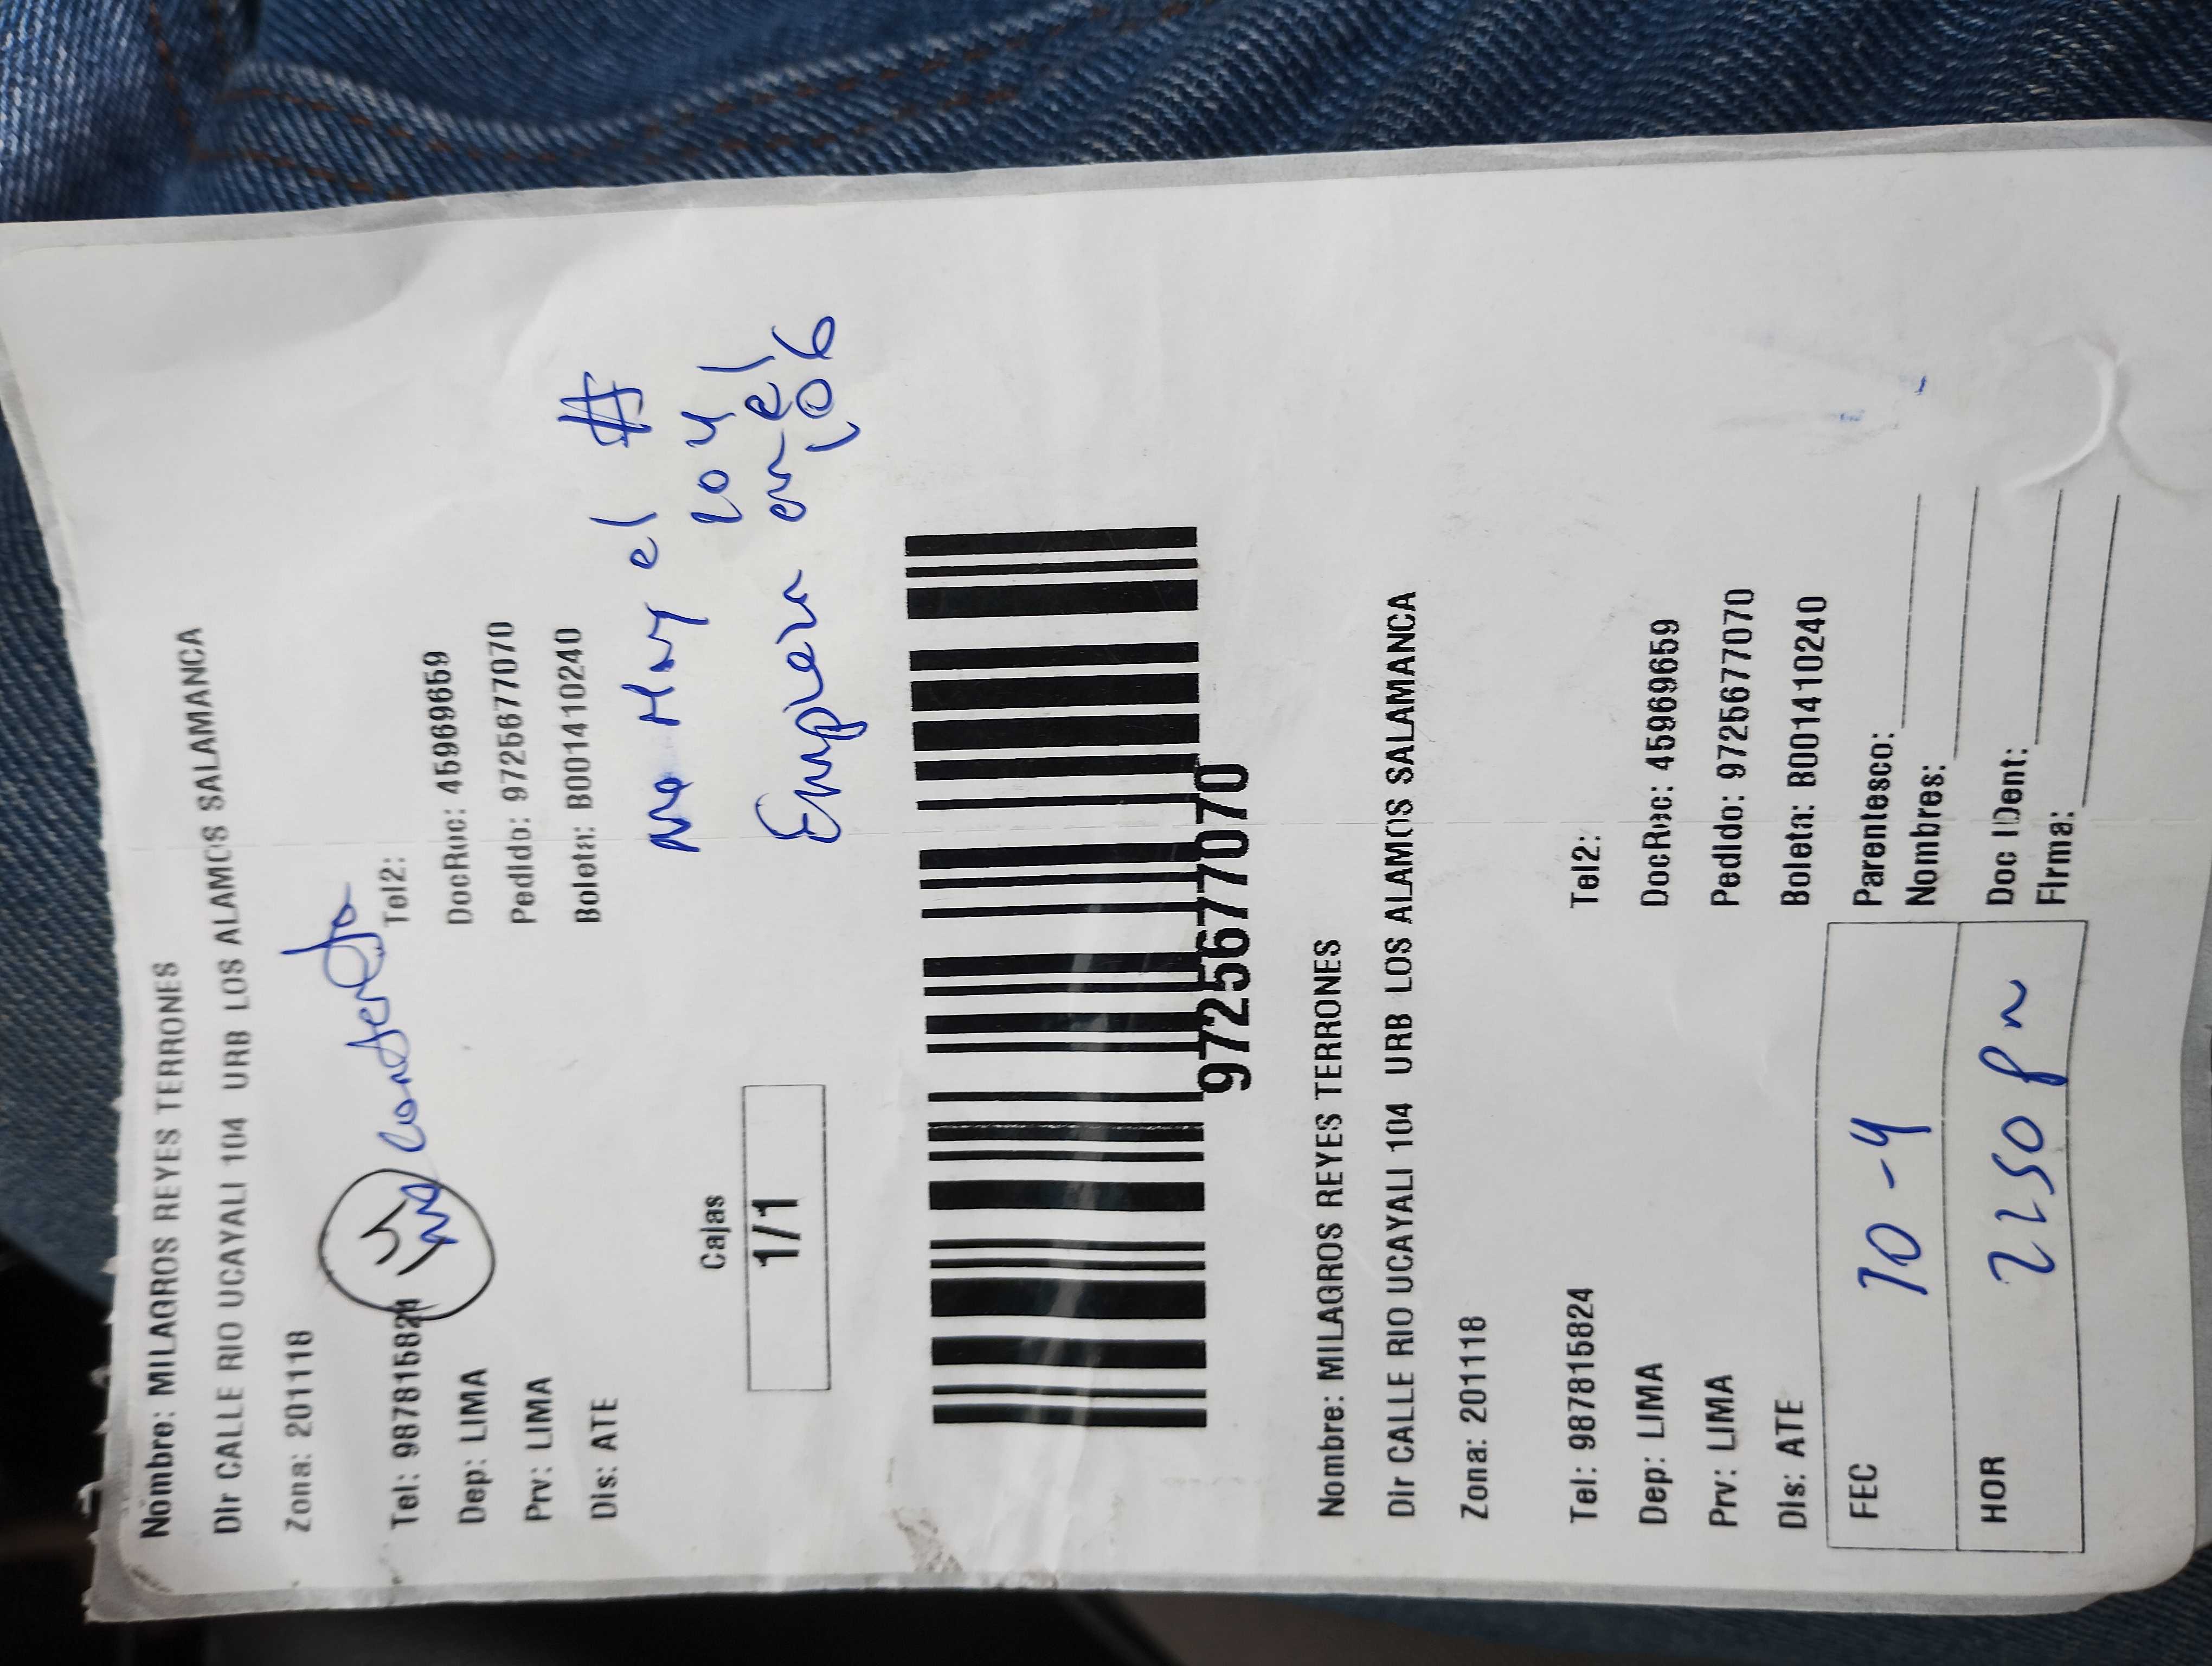 Nombre: MILAGROS REYES TERRONES
Dir CALLE RIO UCAYALI 104 URB LOS ALAMOS SALAMANCA
Zona: 201118
no contesta
Tel: 987815824 Tel2:
Dep: LIMA DocRuc: 45969659
Prv: LIMA Pedido: 9725677070
Dis: ATE Boleta: B001410240
no Hay el #
104
Cajas
1/1
Empieza en el
106
9725677070
Nombre: MILAGROS REYES TERRONES
Dir CALLE RIO UCAYALI 104 URB LOS ALAMOS SALAMANCA
Zona: 201118
Tel: 987815824 Tel2:
Dep: LIMA DocRuc: 45969659
Prv: LIMA Pedido: 9725677070
Dis: ATE Boleta: B001410240
FEC 10-4 Parentesco:
Nombres:
HOR 2250 pm Doc IDent:
Firma: